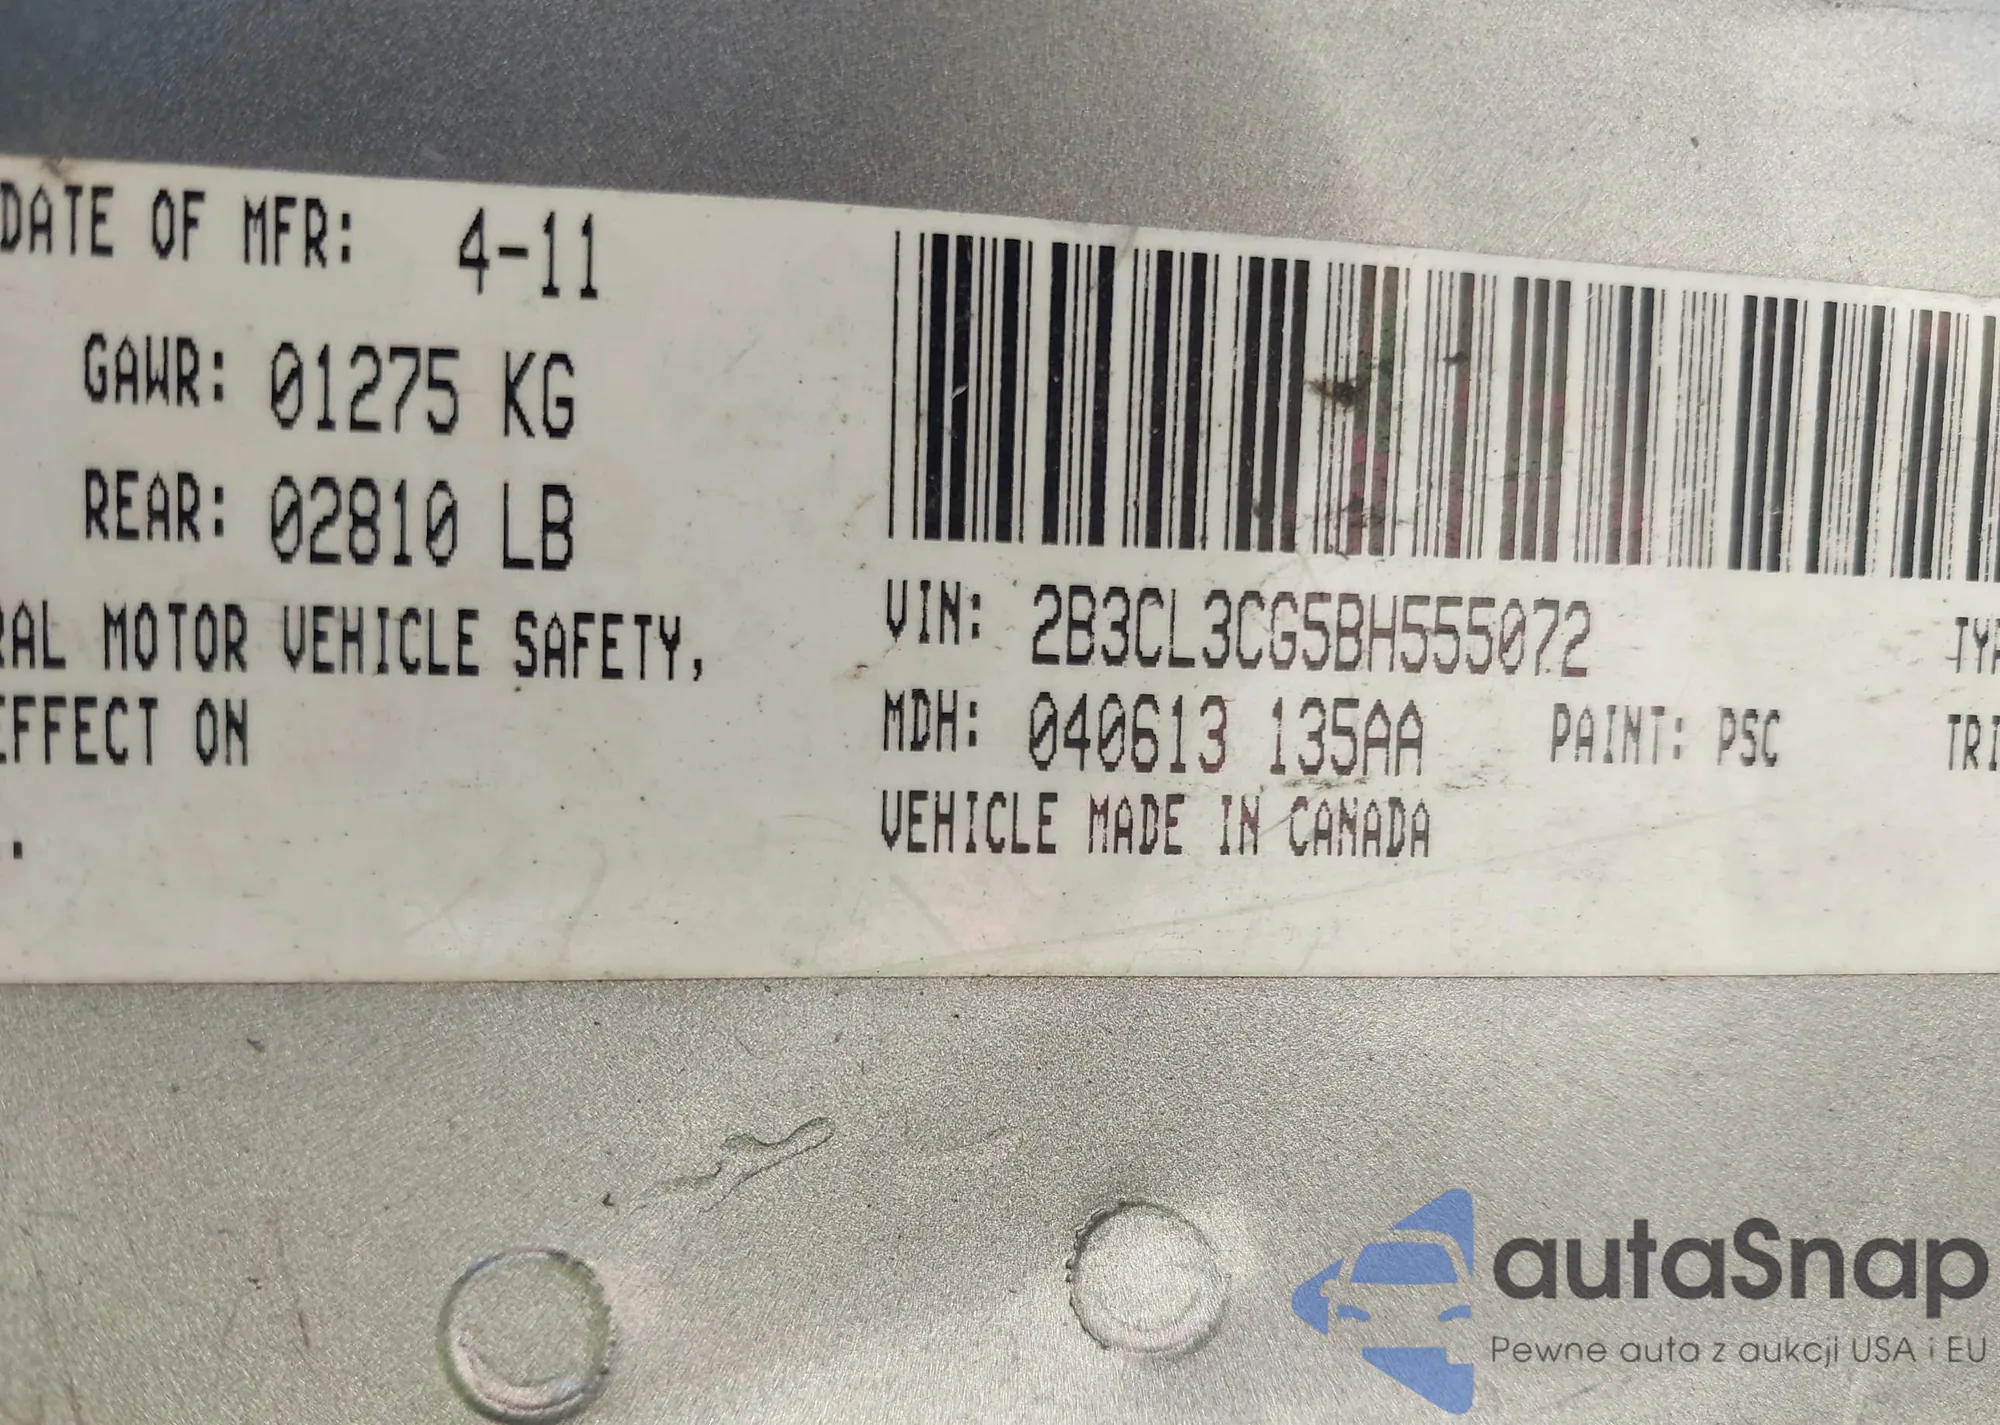 DATE OF MFR: 4-11
GAWR: 01275 KG
REAR: 02810 LB
MOTOR VEHICLE SAFETY,
EFFECT ON
VIN: 2B3CL3CG5BH555072
MDH: 040613 135AA PAINT: PSC
VEHICLE MADE IN CANADA
autaSnap
Pewne auta z aukcji USA i EU